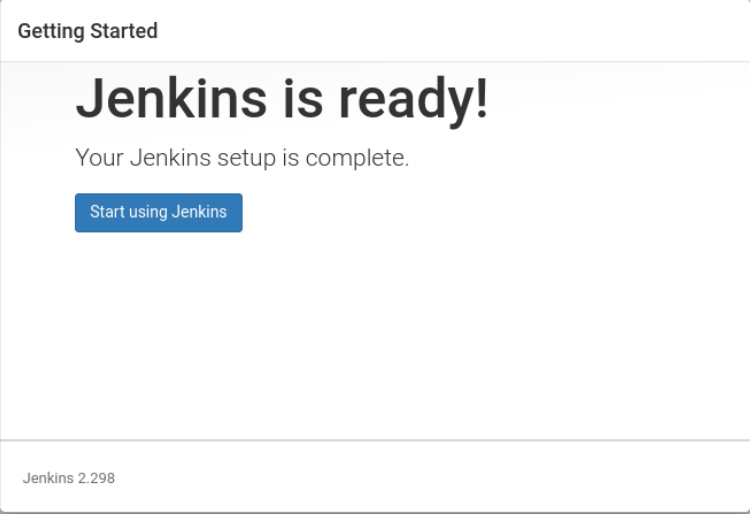 Getting Started
Jenkins is ready!
Your Jenkins setup is complete.
Start using Jenkins
Jenkins 2.298